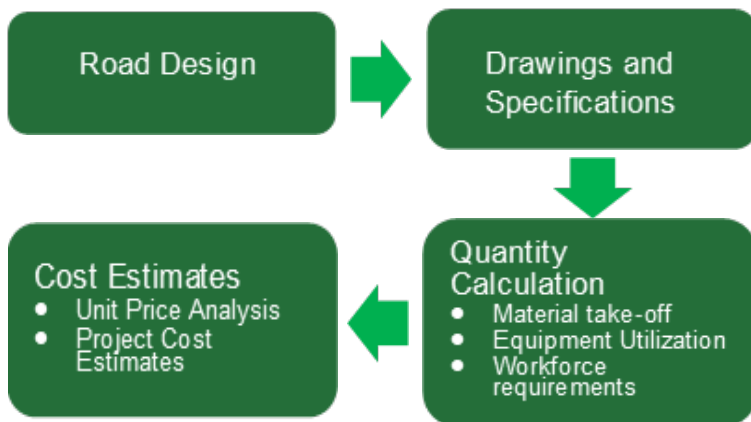 Road Design
Drawings and
Specifications
Quantity
Calculation
● Material take-off
● Equipment Utilization
● Workforce
requirements
Cost Estimates
● Unit Price Analysis
● Project Cost
Estimates